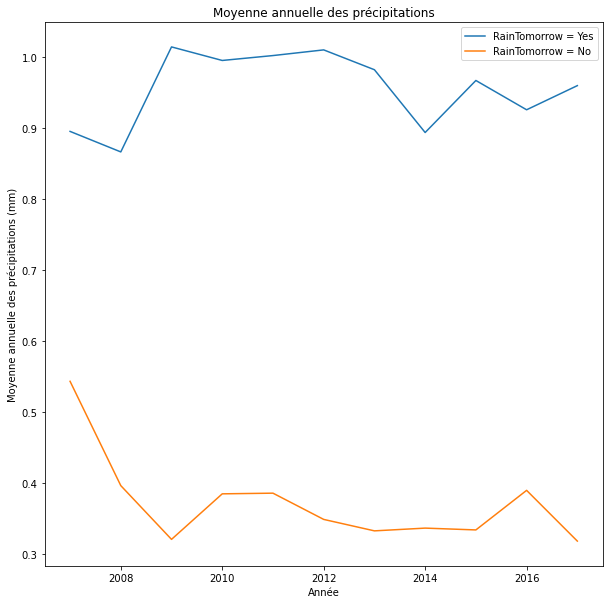 Moyenne annuelle des précipitations
RainTomorrow = Yes
RainTomorrow = No
Moyenne annuelle des précipitations (mm)
1.0
0.9
0.8
0.7
0.6
0.5
0.4
0.3
2008 2010 2012 2014 2016
Année